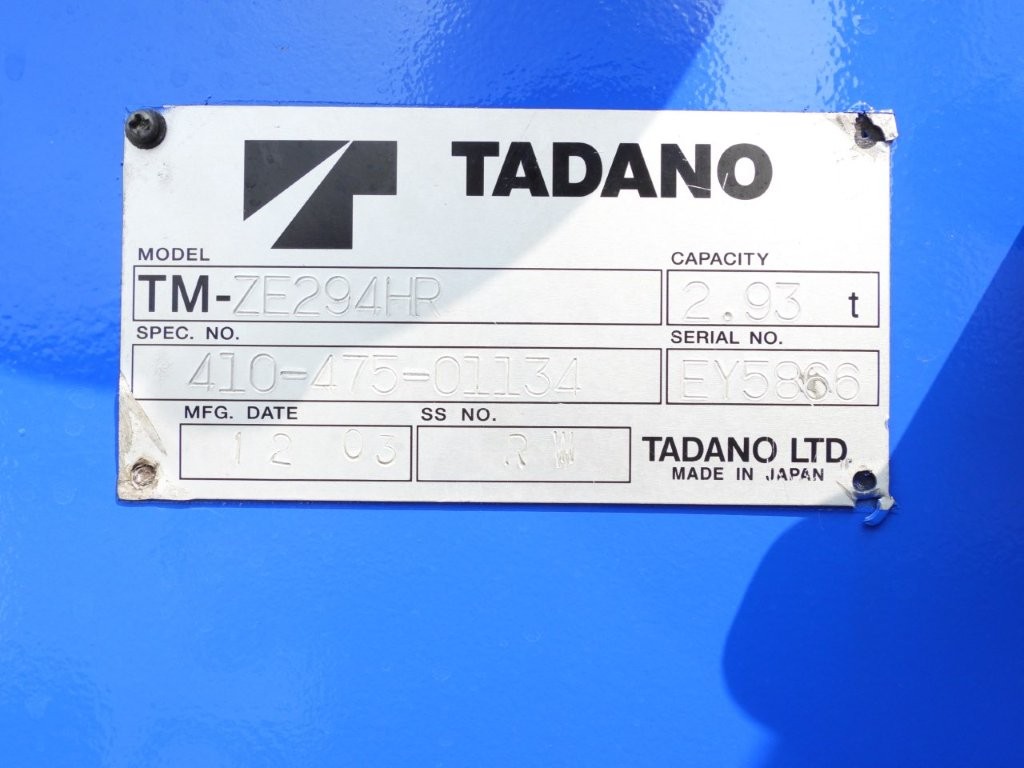 TADANO
MODEL
TM-ZE294HR
CAPACITY
2.93 t
SPEC. NO.
410-475-01134
SERIAL NO.
EY5866
MFG. DATE
12 03
SS NO.
RW
TADANO LTD.
MADE IN JAPAN